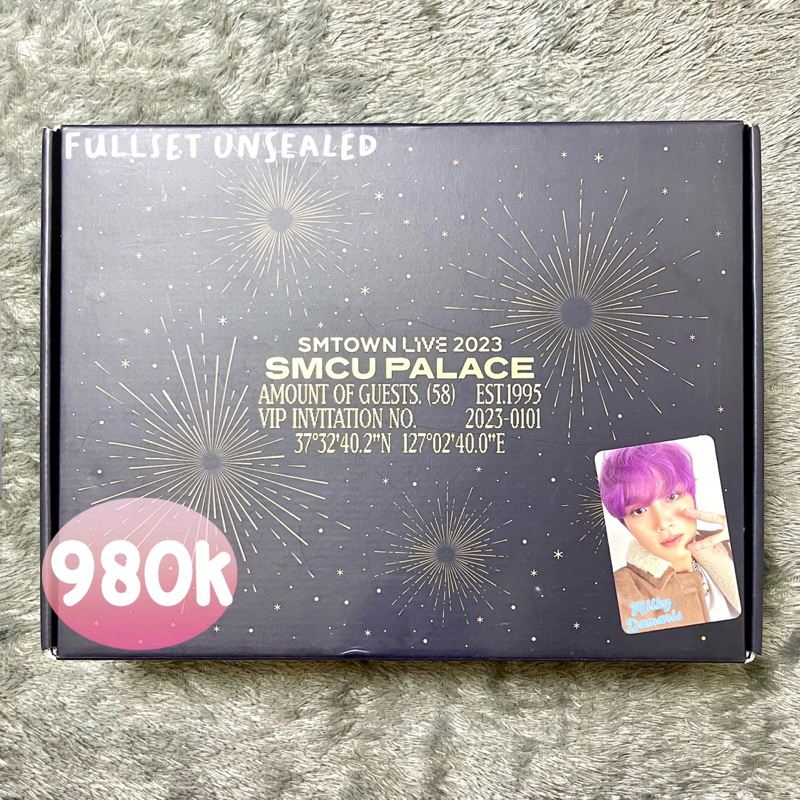 FULLSET UNSEALED
SMTOWN LIVE 2023
SMCU PALACE
AMOUNT OF GUESTS. (58) EST.1995
VIP INVITATION NO. 2023-0101
37°32'40.2"N 127°02'40.0"E
980K
Milky
Damaris